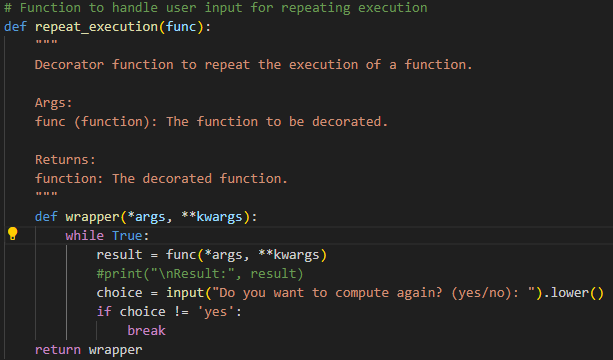 # Function to handle user input for repeating execution
def repeat_execution(func):
    """
    Decorator function to repeat the execution of a function.

    Args:
    func (function): The function to be decorated.

    Returns:
    function: The decorated function.
    """
    def wrapper(*args, **kwargs):
        while True:
            result = func(*args, **kwargs)
            #print("\nResult:", result)
            choice = input("Do you want to compute again? (yes/no): ").lower()
            if choice != 'yes':
                break
    return wrapper